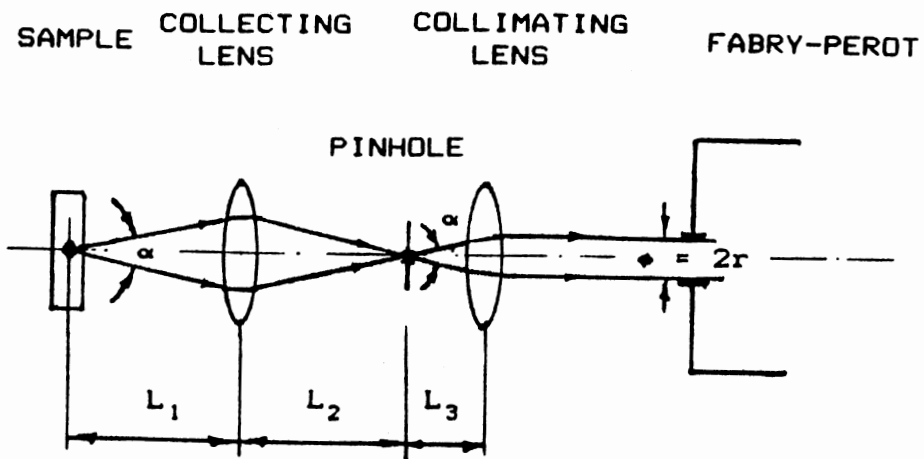 SAMPLE
COLLECTING
LENS
COLLIMATING
LENS
FABRY-PEROT
PINHOLE
α
α
ϕ = 2r
L₁
L₂
L₃